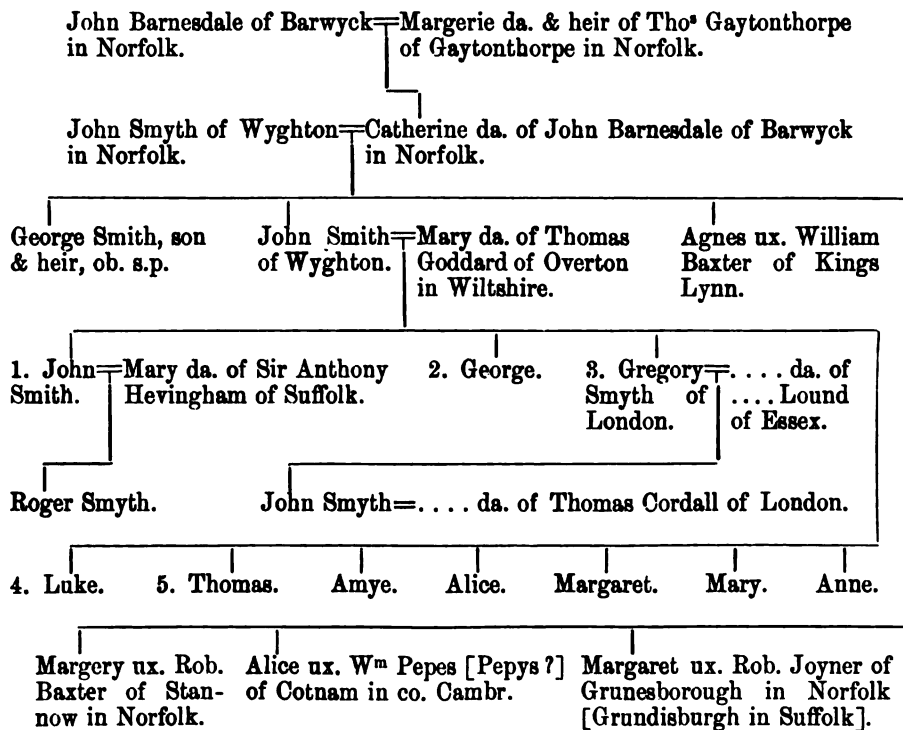 John Barnesdale of Barwyck=Margerie da. & heir of Thoˢ Gaytonthorpe
in Norfolk. of Gaytonthorpe in Norfolk.
John Smyth of Wyghton=Catherine da. of John Barnesdale of Barwyck
in Norfolk. in Norfolk.
George Smith, son John Smith=Mary da. of Thomas Agnes ux. William
& heir, ob. s.p. of Wyghton. Goddard of Overton Baxter of Kings
in Wiltshire. Lynn.
1. John=Mary da. of Sir Anthony 2. George. 3. Gregory=.... da. of
Smith. Hevingham of Suffolk. Smyth of .... Lound
London. of Essex.
Roger Smyth. John Smyth=.... da. of Thomas Cordall of London.
4. Luke. 5. Thomas. Amye. Alice. Margaret. Mary. Anne.
Margery ux. Rob. Alice ux. Wᵐ Pepes [Pepys ?] Margaret ux. Rob. Joyner of
Baxter of Stan- of Cotnam in co. Cambr. Grunesborough in Norfolk
now in Norfolk. [Grundisburgh in Suffolk].